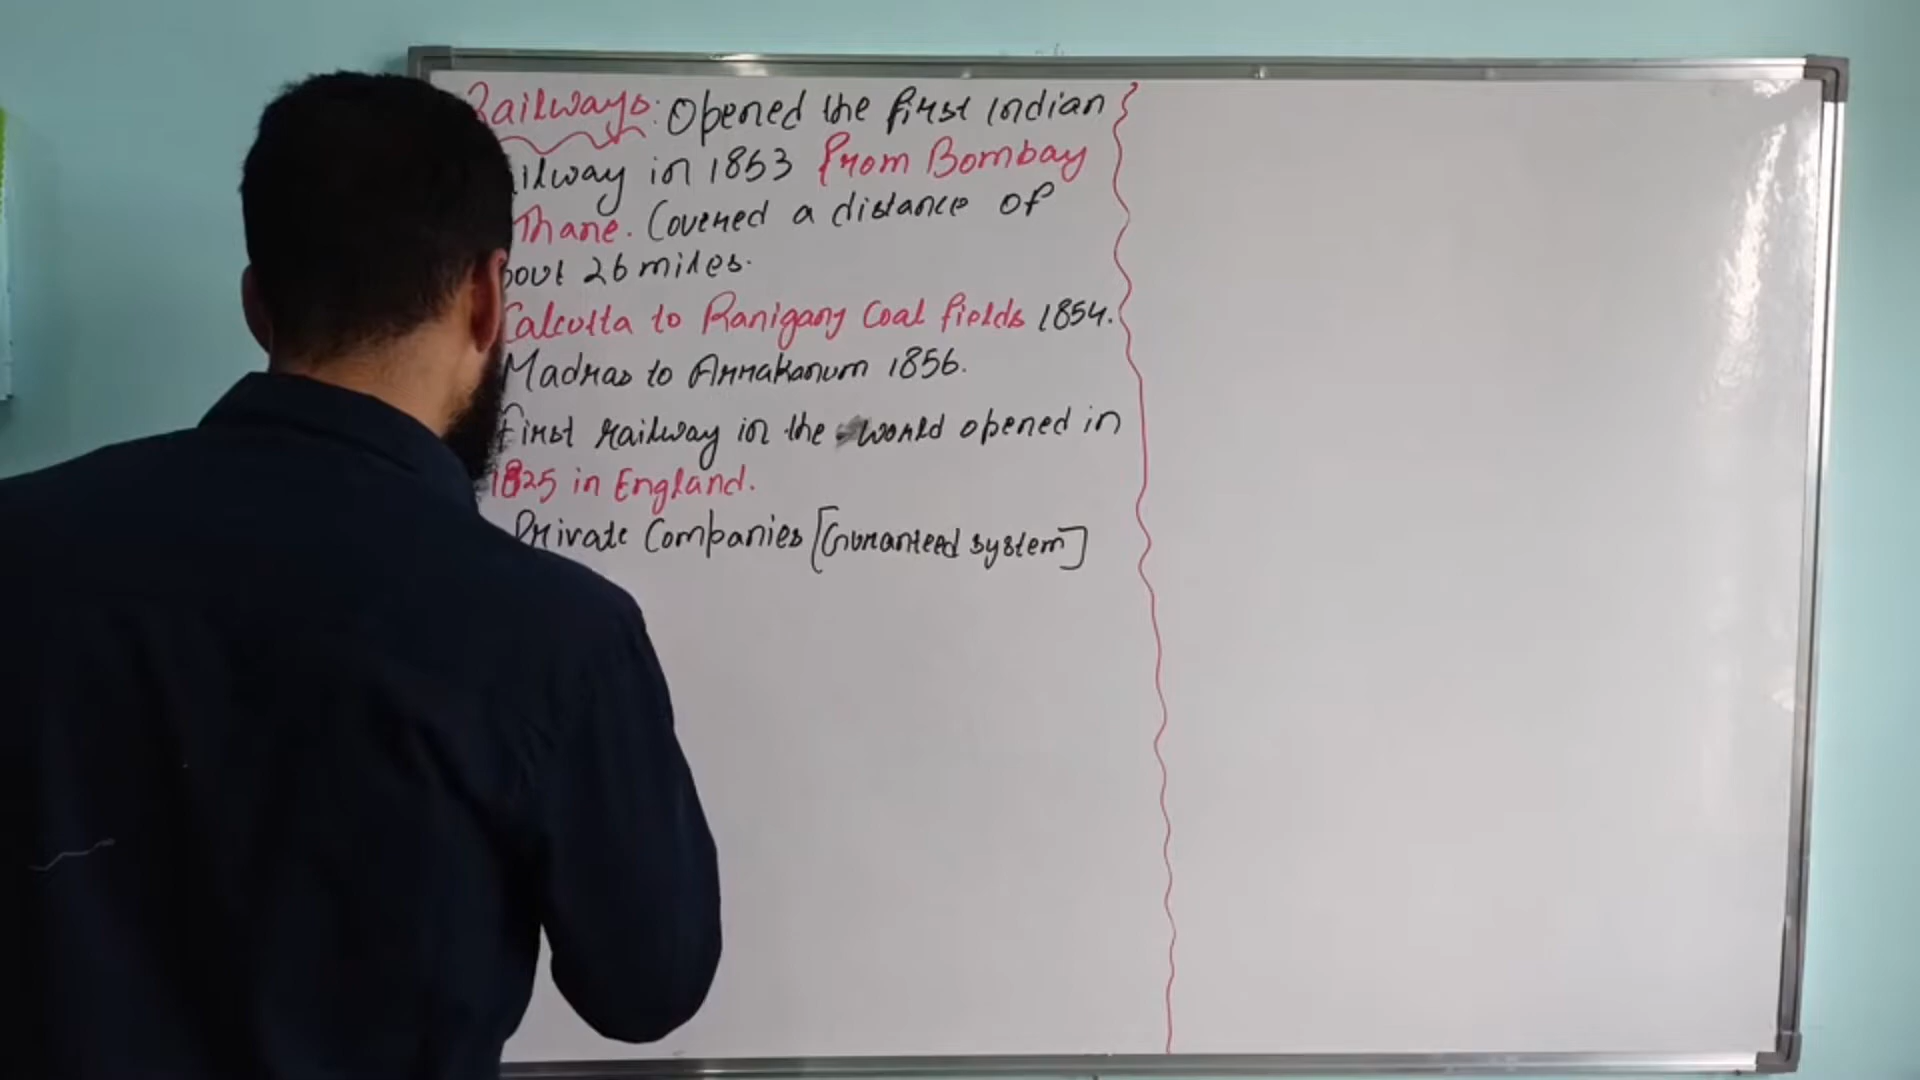 Railways: Opened the first Indian
ilway in 1853 from Bombay
Thane. Covered a distance of
bout 26 miles.
Calcutta to Raniganj Coal fields 1854.
Madras to Arrakonum 1856.
First railway in the world opened in
1825 in England.
Private Companies [Guranteed system]